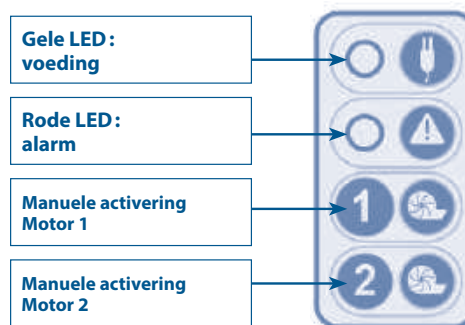 Gele LED:
voeding
Rode LED:
alarm
Manuele activering
Motor 1
1
Manuele activering
Motor 2
2